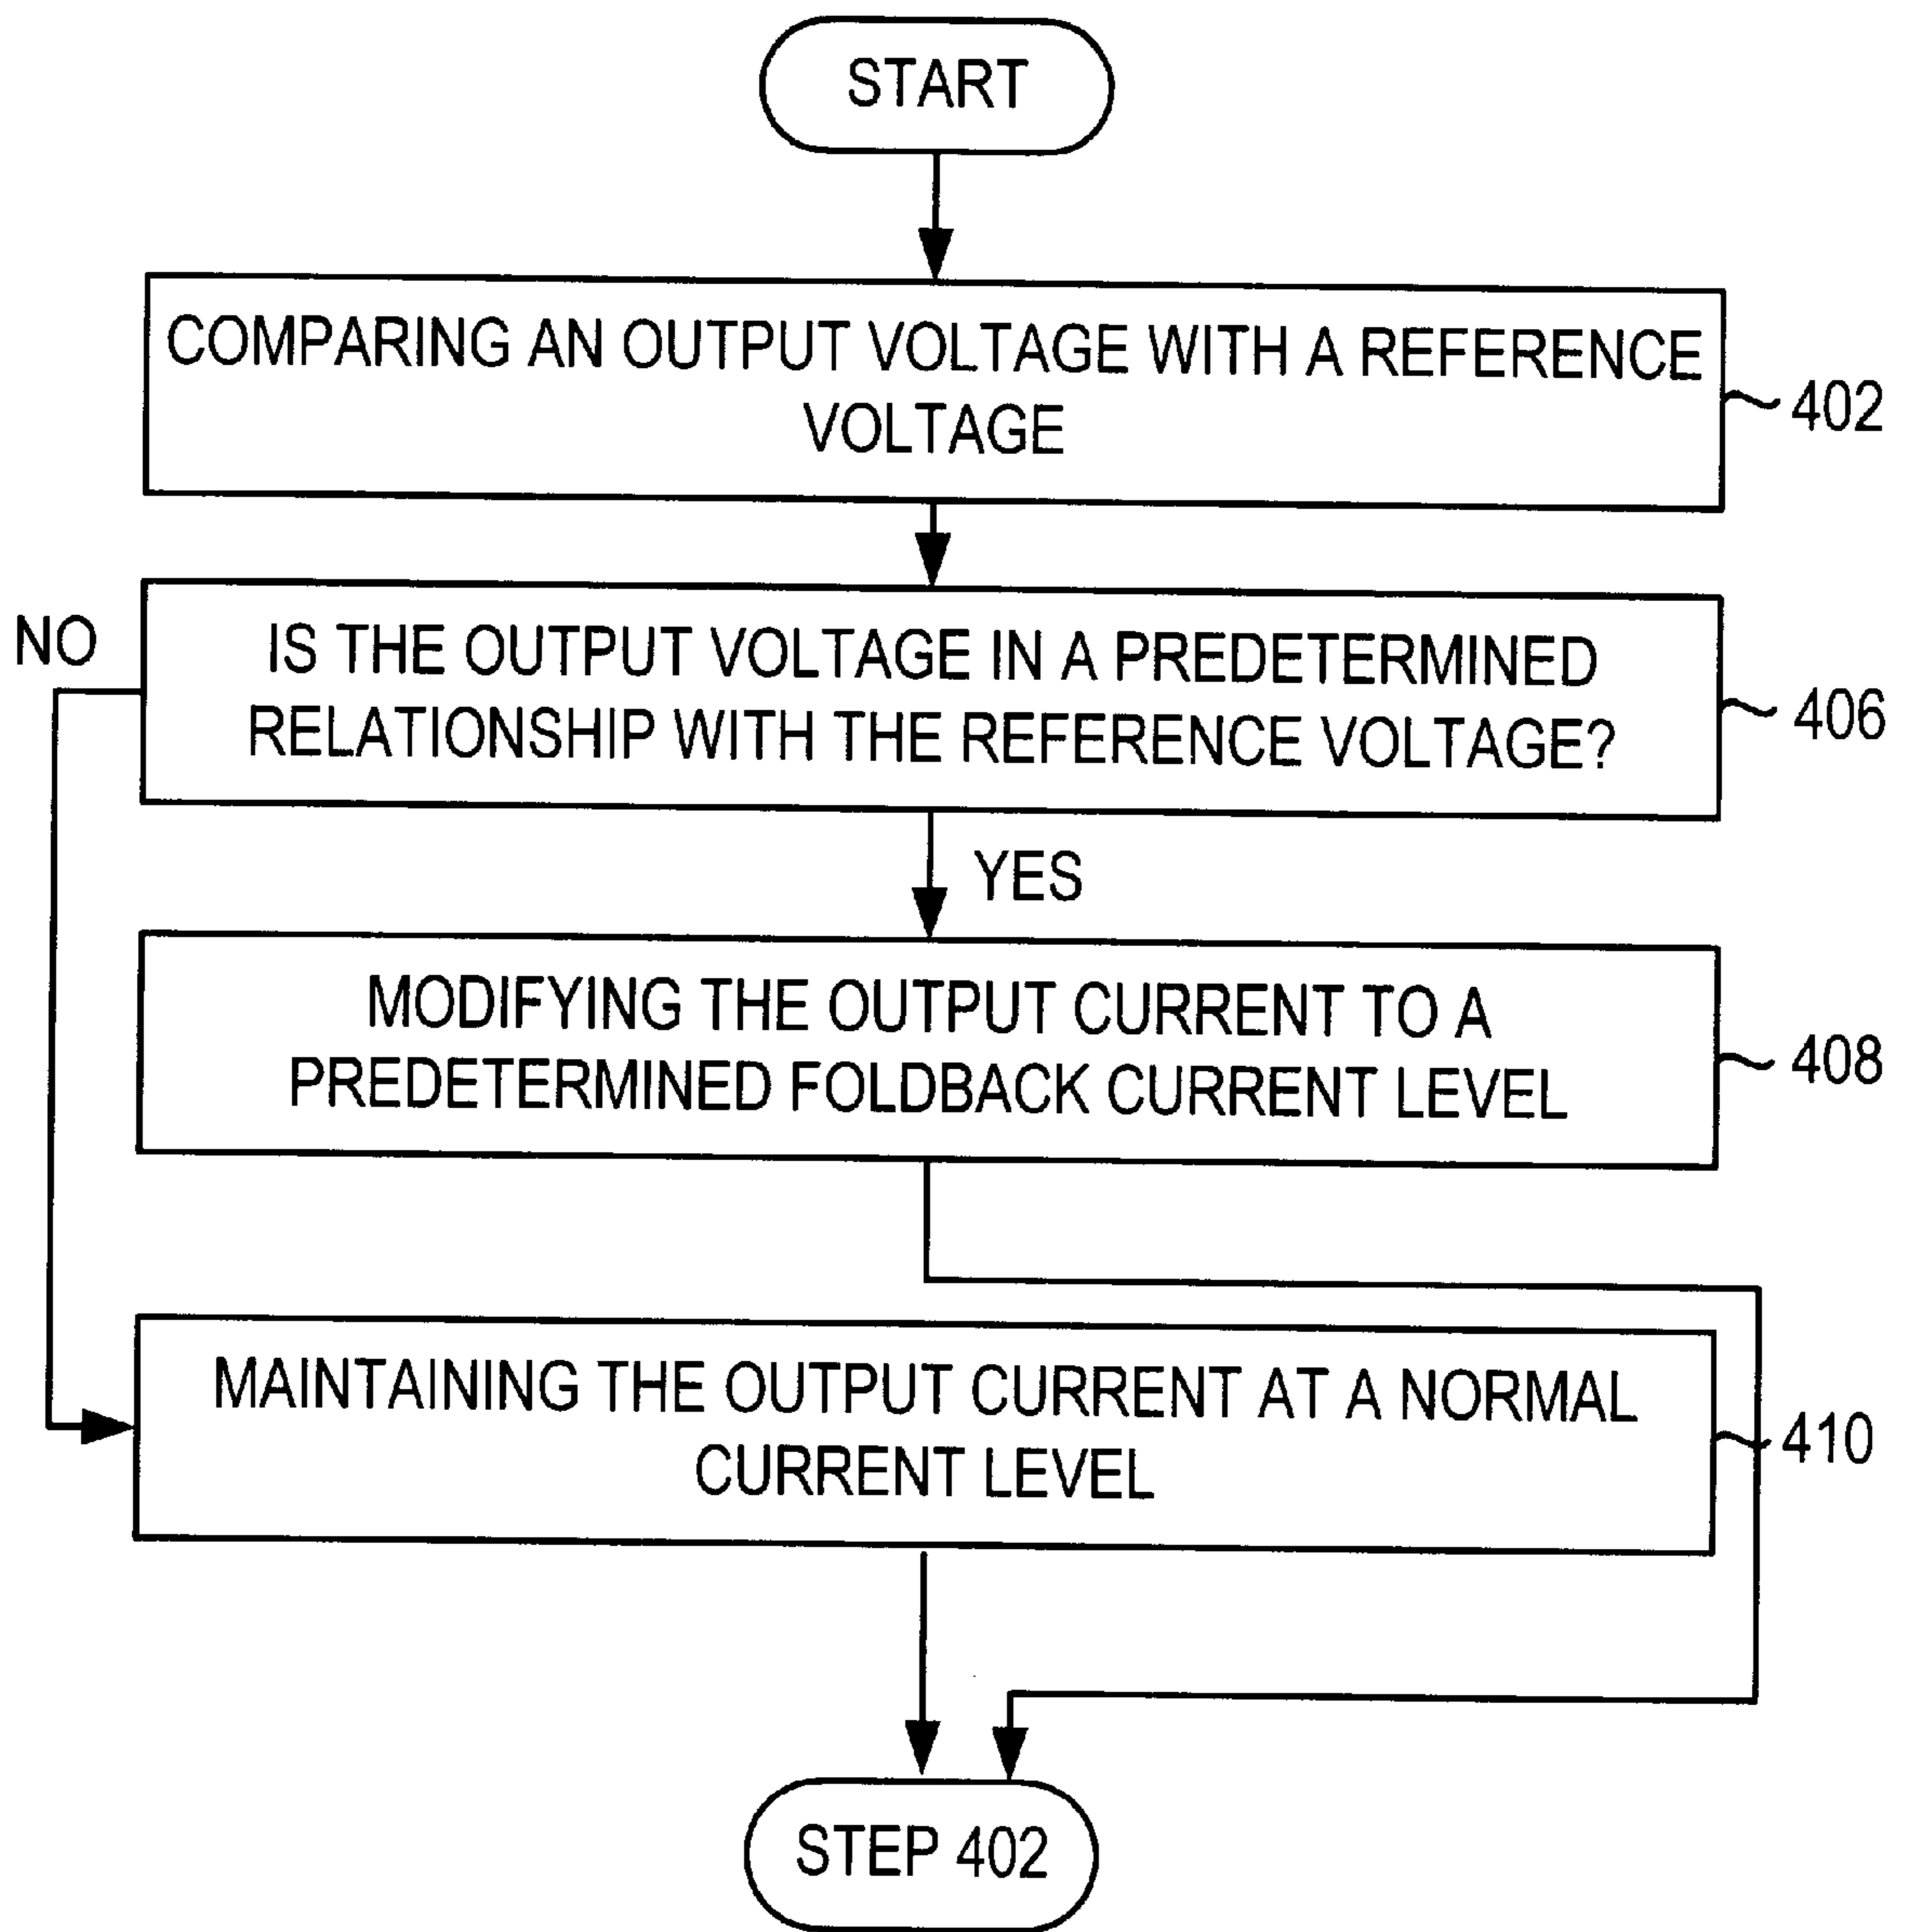 START
COMPARING AN OUTPUT VOLTAGE WITH A REFERENCE
VOLTAGE
402
NO
IS THE OUTPUT VOLTAGE IN A PREDETERMINED
RELATIONSHIP WITH THE REFERENCE VOLTAGE?
406
YES
MODIFYING THE OUTPUT CURRENT TO A
PREDETERMINED FOLDBACK CURRENT LEVEL
408
MAINTAINING THE OUTPUT CURRENT AT A NORMAL
CURRENT LEVEL
410
STEP 402